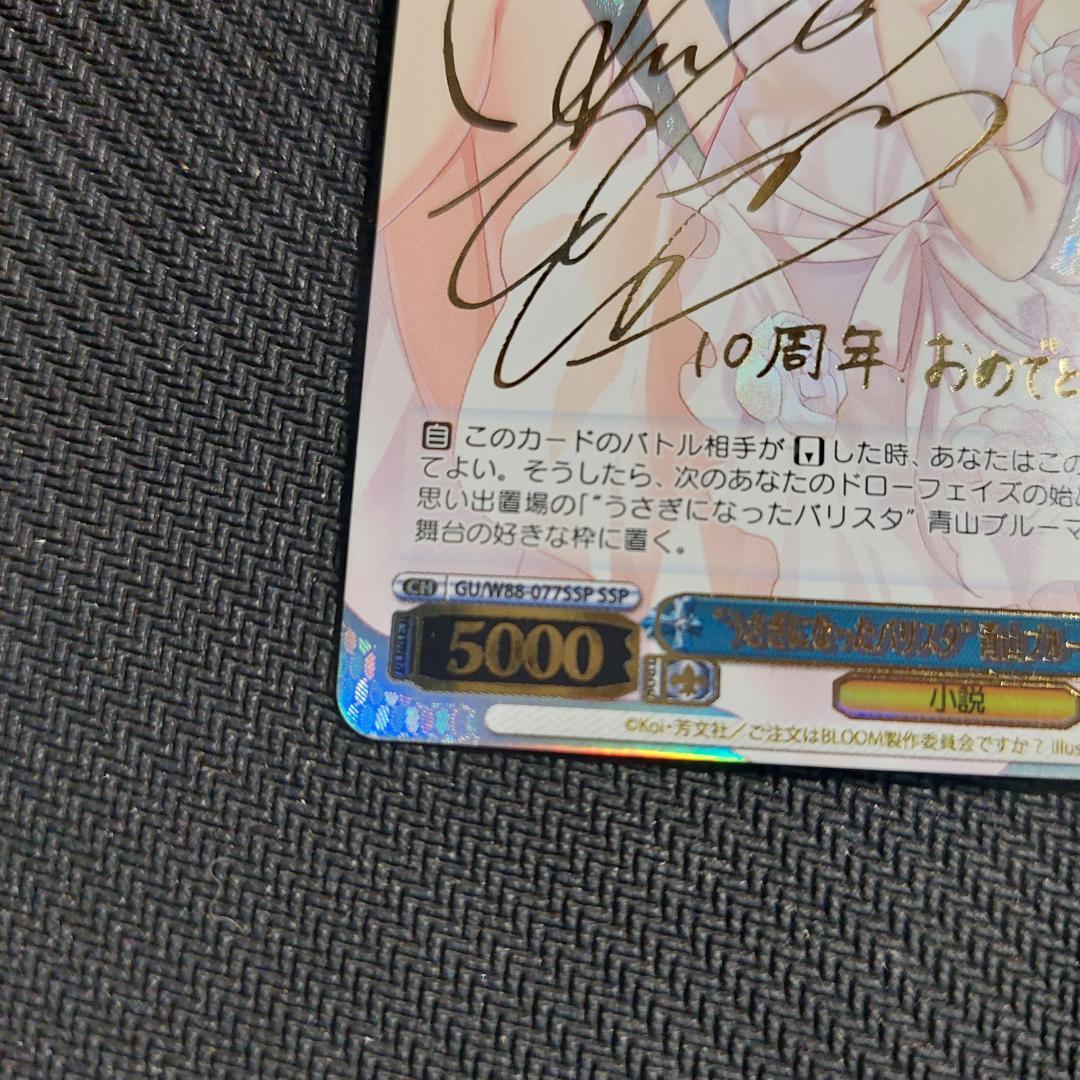 10周年.おめでと
自 このカードのバトル相手が した時、あなたはこの
てよい。そうしたら、次のあなたのドローフェイズの始
思い出置場の「“うさぎになったバリスタ” 青山ブルーマ
舞台の好きな枠に置く。
CH GU/W88-077SSP SSP
5000
“うさぎになったバリスタ” 青山ブルー
SOUL
小説
©Koi・芳文社／ご注文はBLOOM製作委員会ですか？ illus